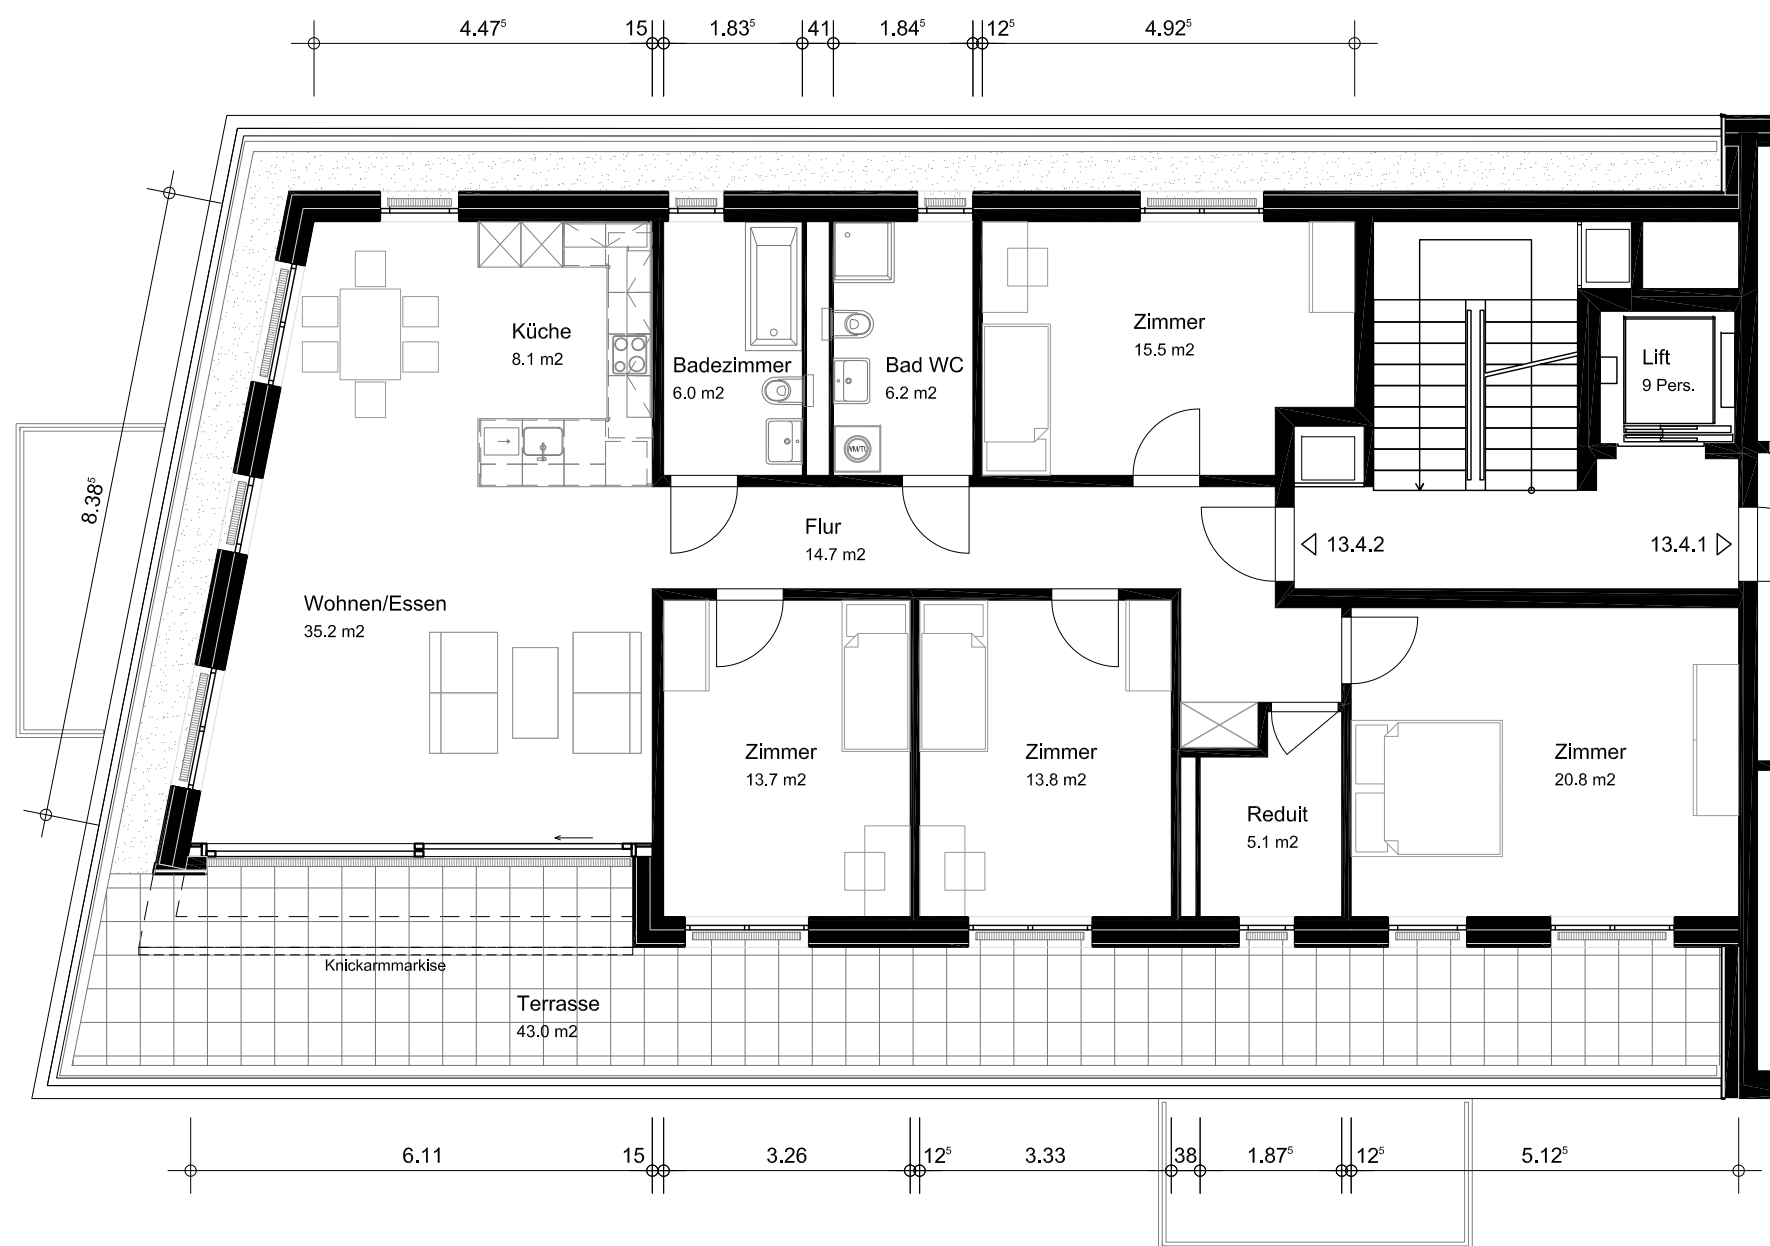 4.47⁵ 15 1.83⁵ 41 1.84⁵ 12⁵ 4.92⁵
8.38⁵
Küche
8.1 m2
Badezimmer
6.0 m2
Bad WC
6.2 m2
WM/TU
Zimmer
15.5 m2
Lift
9 Pers.
Flur
14.7 m2
13.4.2
13.4.1
Wohnen/Essen
35.2 m2
Zimmer
13.7 m2
Zimmer
13.8 m2
Reduit
5.1 m2
Zimmer
20.8 m2
Knickarmmarkise
Terrasse
43.0 m2
6.11 15 3.26 12⁵ 3.33 38 1.87⁵ 12⁵ 5.12⁵